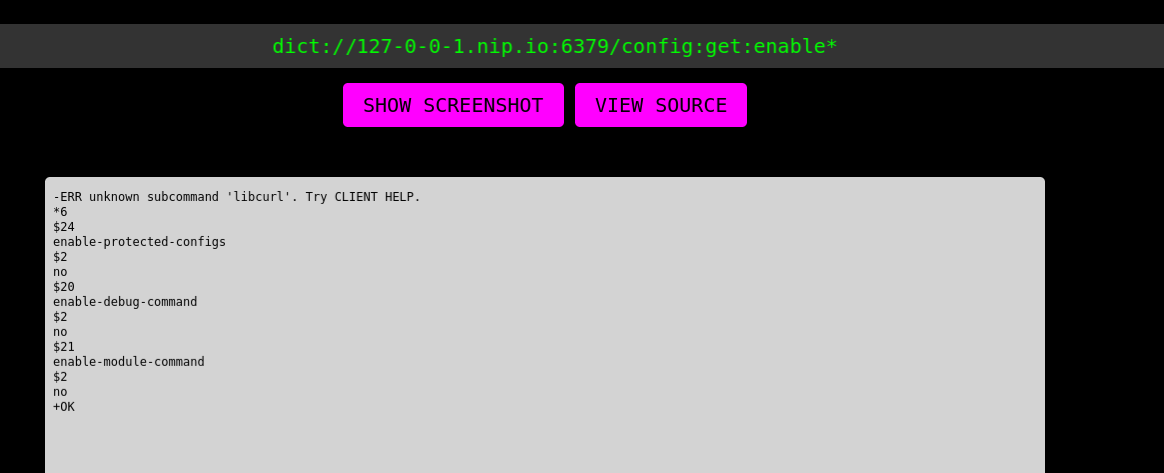 dict://127-0-0-1.nip.io:6379/config:get:enable*
SHOW SCREENSHOT VIEW SOURCE
-ERR unknown subcommand 'libcurl'. Try CLIENT HELP.
*6
$24
enable-protected-configs
$2
no
$20
enable-debug-command
$2
no
$21
enable-module-command
$2
no
+OK